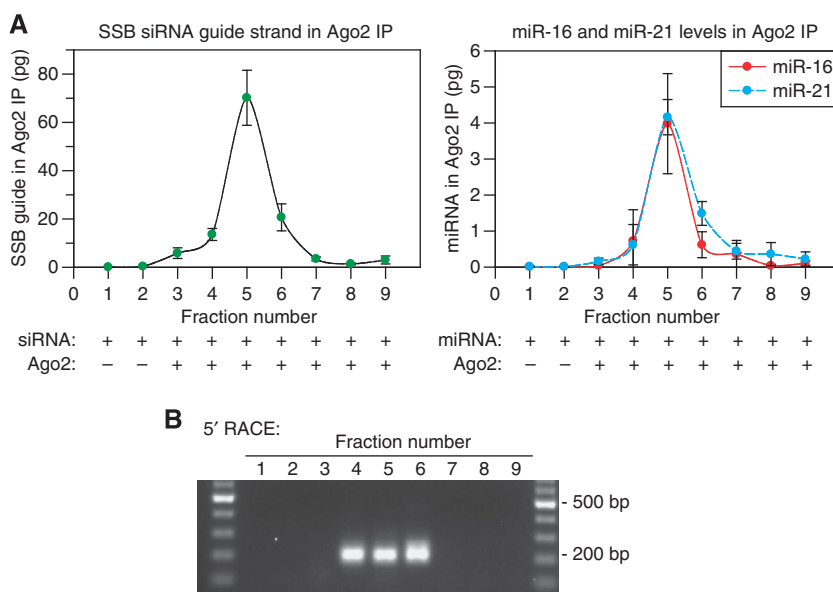 A
SSB siRNA guide strand in Ago2 IP
SSB guide in Ago2 IP (pg)
80
60
40
20
0
0 1 2 3 4 5 6 7 8 9
Fraction number
siRNA: + + + + + + + + +
Ago2: – – + + + + + + +
miR-16 and miR-21 levels in Ago2 IP
miRNA in Ago2 IP (pg)
6
5
4
3
2
1
0
miR-16
miR-21
0 1 2 3 4 5 6 7 8 9
Fraction number
miRNA: + + + + + + + + +
Ago2: – – + + + + + + +
B
5′ RACE:
Fraction number
1 2 3 4 5 6 7 8 9
- 500 bp
- 200 bp